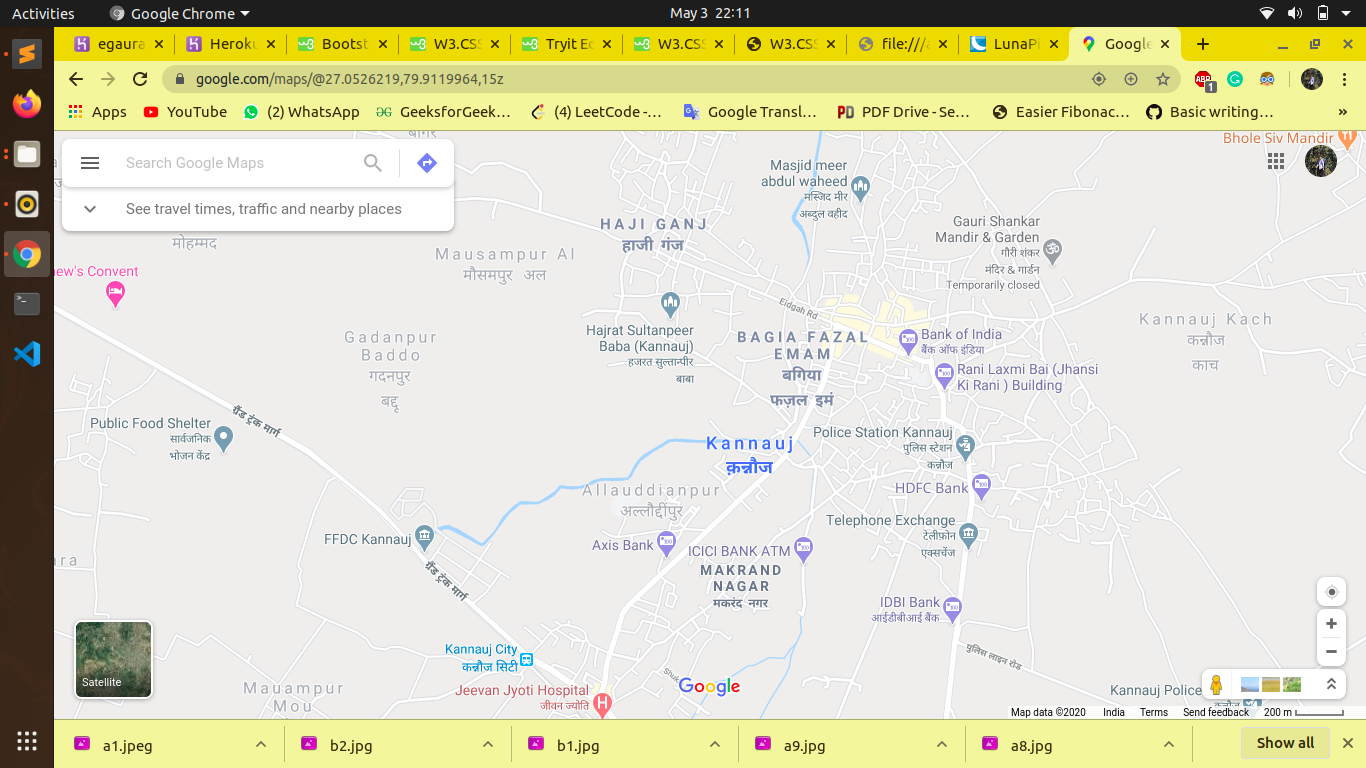 Activities
Google Chrome
May 3 22:11
egaura
Heroku
Bootst
W3.CSS
Tryit Ed
W3.CSS
W3.CSS
file:///
LunaPi
Google
google.com/maps/@27.0526219,79.9119964,15z
ABP
1
Apps
YouTube
(2) WhatsApp
GeeksforGeek...
(4) LeetCode -...
Google Transl...
PDF Drive - Se...
Easier Fibonac...
Basic writing...
»
बांगर
Bhole Siv Mandir
Search Google Maps
See travel times, traffic and nearby places
Masjid meer
abdul waheed
मस्जिद मीर
अब्दुल वहीद
HAJI GANJ
हाजी गंज
Gauri Shankar
Mandir & Garden
गौरी शंकर
मंदिर & गार्डन
Temporarily closed
मोहम्मद
Mausampur Al
मौसमपुर अल
new's Convent
Eidgah Rd
Hajrat Sultanpeer
Baba (Kannauj)
हजरत सुल्तानपीर
बाबा
Gadanpur
Baddo
गदनपुर
बद्दू
BAGIA FAZAL
EMAM
बगिया
फज़ल इमं
Bank of India
बैंक ऑफ इंडिया
Kannauj Kach
कन्नौज
काच
Rani Laxmi Bai (Jhansi
Ki Rani ) Building
Public Food Shelter
सार्वजनिक
भोजन केंद्र
ग्रैंड ट्रंक मार्ग
Kannauj
क़न्नौज
Police Station Kannauj
पुलिस स्टेशन
कन्नौज
HDFC Bank
Allauddianpur
अल्लौद्दींपुर
Telephone Exchange
टेलीफ़ोन
एक्सचेंज
FFDC Kannauj
Axis Bank
ICICI BANK ATM
MAKRAND
NAGAR
मकरंद नगर
ग्रैंड ट्रंक मार्ग
IDBI Bank
आईडीबीआई बैंक
Kannauj City
कन्नौज सिटी
पुलिस लाइन रोड
Satellite
Mauampur
Mou
Jeevan Jyoti Hospital
जीवन ज्योति
Google
Kannauj Police
कन्नौज
Map data ©2020
India
Terms
Send feedback
200 m
a1.jpeg
b2.jpg
b1.jpg
a9.jpg
a8.jpg
Show all